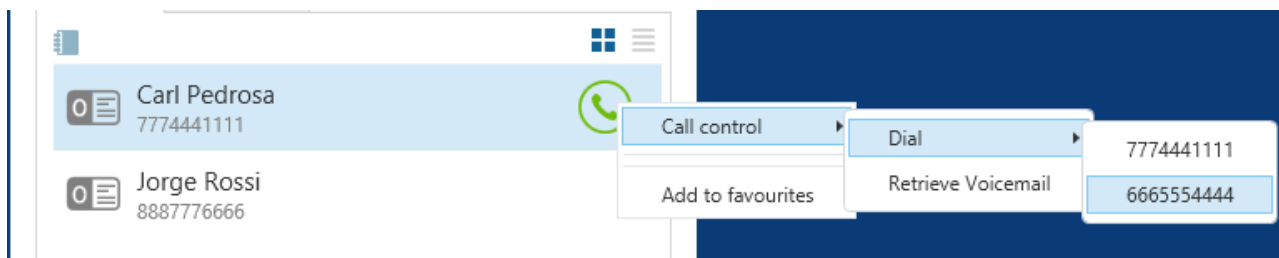 Carl Pedrosa
7774441111
Jorge Rossi
8887776666
Call control
Add to favourites
Dial
Retrieve Voicemail
7774441111
6665554444